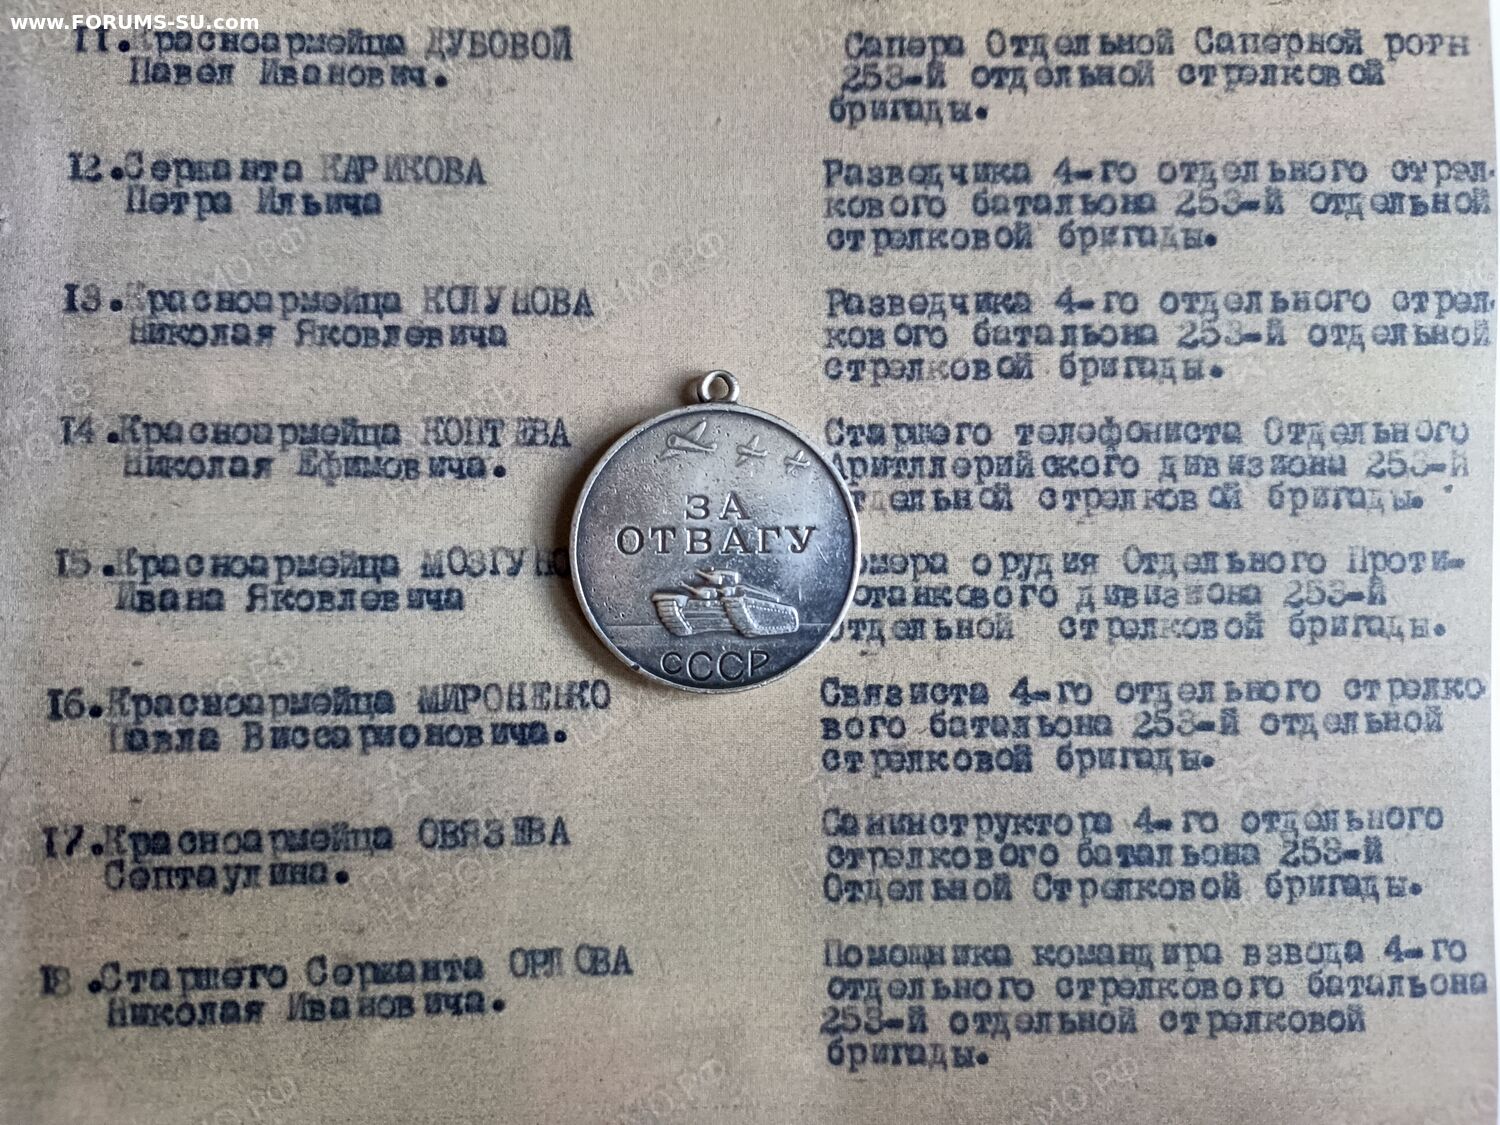 www.FORUMS-SU.com
11. Красноармейца ДУБОВОЙ
Павел Иванович.
Сапера Отдельной Саперной роты
253-й отдельной стрелковой
бригады.
12. Сержанта КАРИКОВА
Петра Ильича
Разведчика 4-го отдельного стрел-
кового батальона 253-й отдельной
стрелковой бригады.
13. Красноармейца КОЛУНОВА
Николая Яковлевича
Разведчика 4-го отдельного стрел-
кового батальона 253-й отдельной
стрелковой бригады.
14. Красноармейца КОПТЕВА
Николая Ефимовича.
Старшего телефониста Отдельного
Артиллерийского дивизиона 253-й
отдельной стрелковой бригады.
15. Красноармейца
Ивана Яковлевича
орудия Отдельного Проти-
вотанкового дивизиона 253-й
отдельной стрелковой бригады.
ЗА
ОТВАГУ
СССР
16. Красноармейца МИРОНЕНКО
Павла Виссарионовича.
Связиста 4-го отдельного стрелко-
вого батальона 253-й отдельной
стрелковой бригады.
17. Красноармейца ОВЯЗЕВА
Септаулина.
Санинструктора 4-го отдельного
стрелкового батальона 253-й
Отдельной Стрелковой бригады.
18. Старшего Сержанта ОРЛОВА
Николая Ивановича.
Помощника командира взвода 4-го
отдельного стрелкового батальона
253-й отдельной стрелковой
бригады.